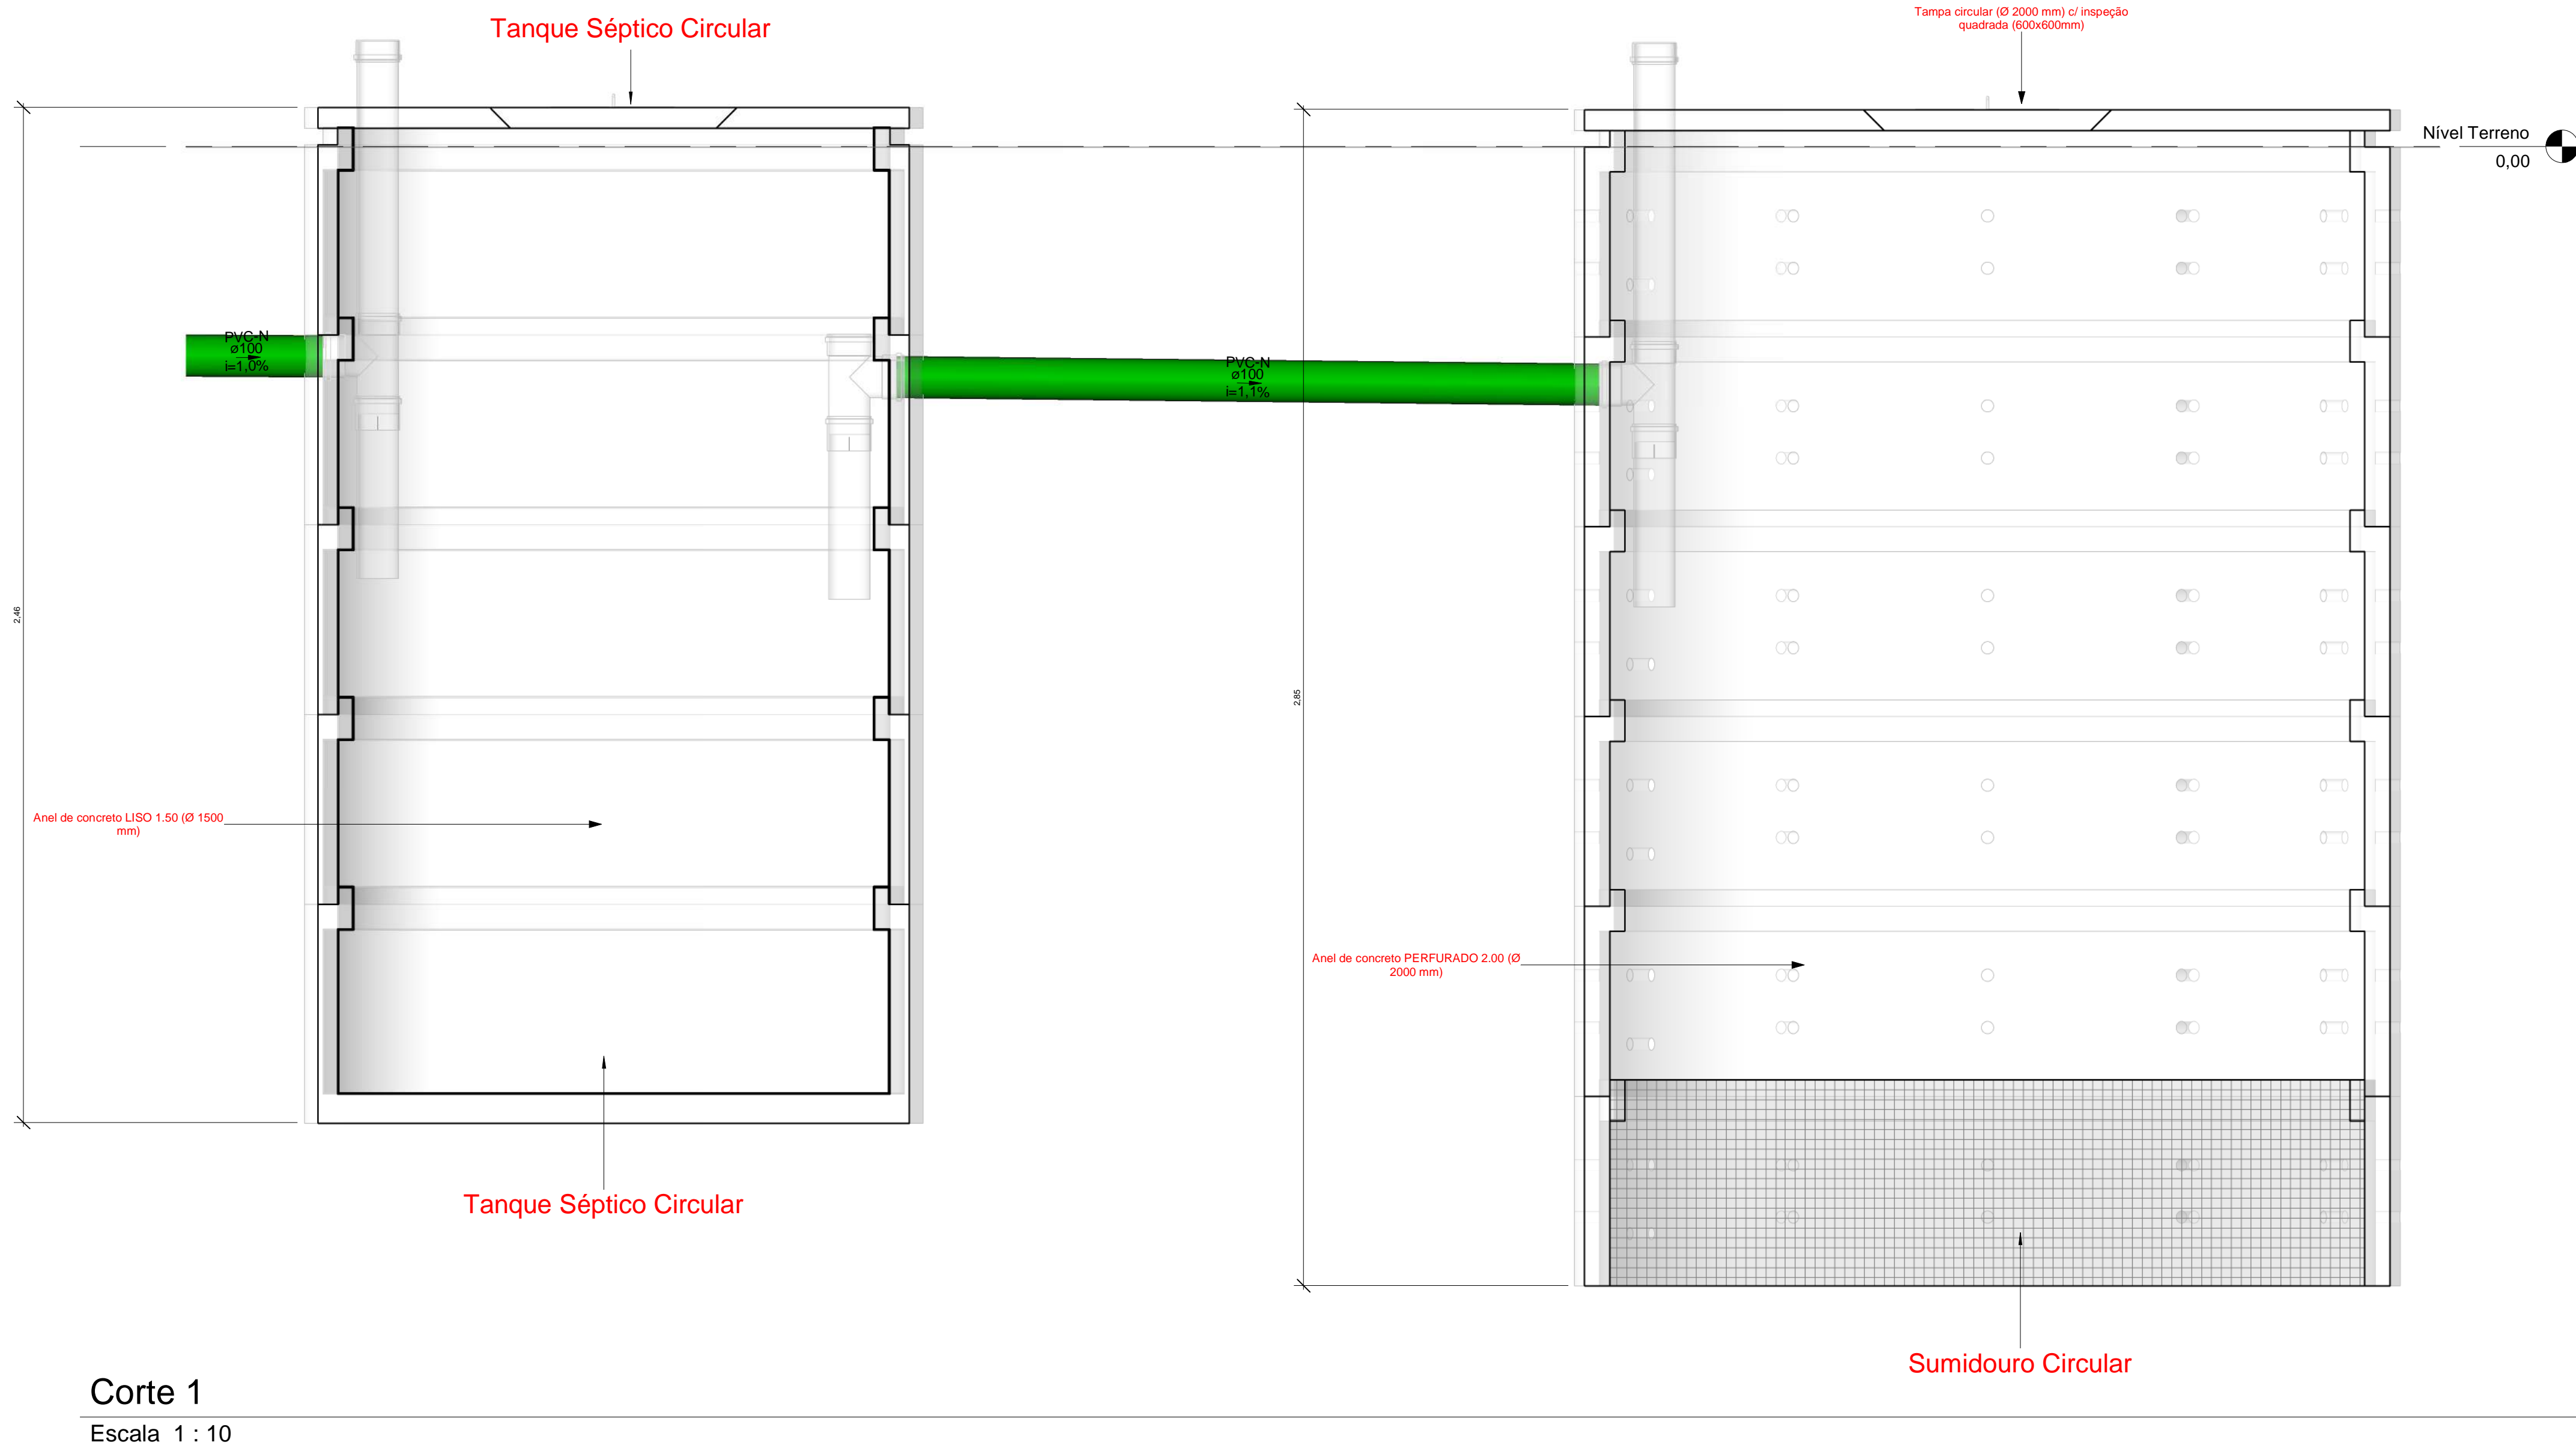 Tanque Séptico Circular
Tampa circular (Ø 2000 mm) c/ inspeção
quadrada (600x600mm)
Nível Terreno
0,00
PVC-N
ø100
i=1,0%
PVC-N
ø100
i=1,1%
2,46
2,85
Anel de concreto LISO 1.50 (Ø 1500
mm)
Anel de concreto PERFURADO 2.00 (Ø
2000 mm)
Tanque Séptico Circular
Sumidouro Circular
Corte 1
Escala 1 : 10